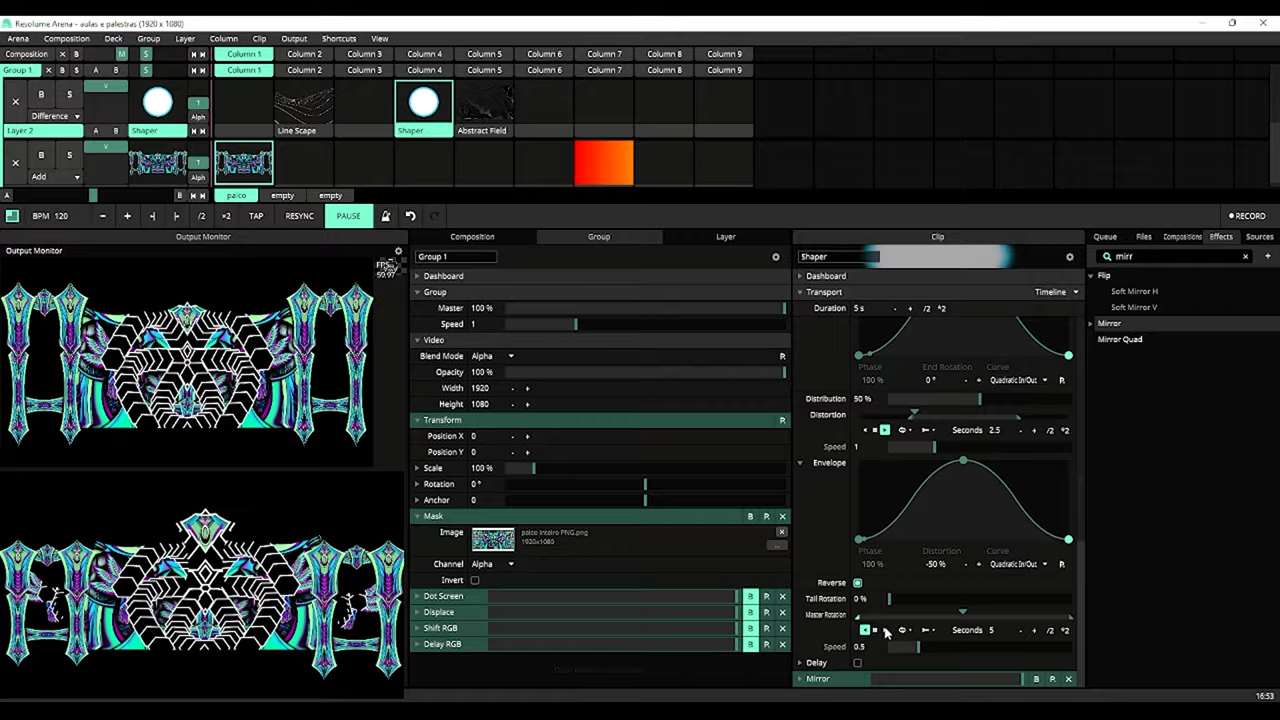 Resolume Arena - aulas e palestras (1920 x 1080)
Arena Composition Deck Group Layer Column Clip Output Shortcuts View
Composition X B M S Column 1 Column 2 Column 3 Column 4 Column 5 Column 6 Column 7 Column 8 Column 9
Group 1 X B S A B S Column 1 Column 2 Column 3 Column 4 Column 5 Column 6 Column 7 Column 8 Column 9
B S V
T
Difference Alph
Layer 2 A B Shaper Line Scape Shaper Abstract Field
B S V
T
Add Alph
A B palco empty empty
BPM 120 - + /2 ×2 TAP RESYNC PAUSE RECORD
Output Monitor Composition Group Layer Clip Queue Files Compositions Effects Sources
Output Monitor Group 1 Shaper mirr
FPS
59.97
Dashboard Dashboard Flip
Group Transport Timeline Soft Mirror H
Master 100 % Duration 5 s - + /2 *2 Soft Mirror V
Speed 1 Mirror
Video Mirror Quad
Blend Mode Alpha
Opacity 100 % Phase End Rotation Curve
Width 1920 - + 100 % 0 ° - + Quadratic In/Out
Height 1080 - + Distribution 50 %
Transform Distortion
Position X 0 - + Seconds 2.5 - + /2 *2
Position Y 0 - + Speed 1
Scale 100 % Envelope
Rotation 0 °
Anchor 0
Mask B X
Image palco inteiro PNG.png
1920x1080
Channel Alpha Phase Distortion Curve
Invert 100 % -50 % - + Quadratic In/Out
Dot Screen B X Reverse
Displace B X Tail Rotation 0 %
Shift RGB B X Master Rotation
Delay RGB B X Seconds 5 - + /2 *2
Speed 0.5
Delay
Mirror B X
16:53